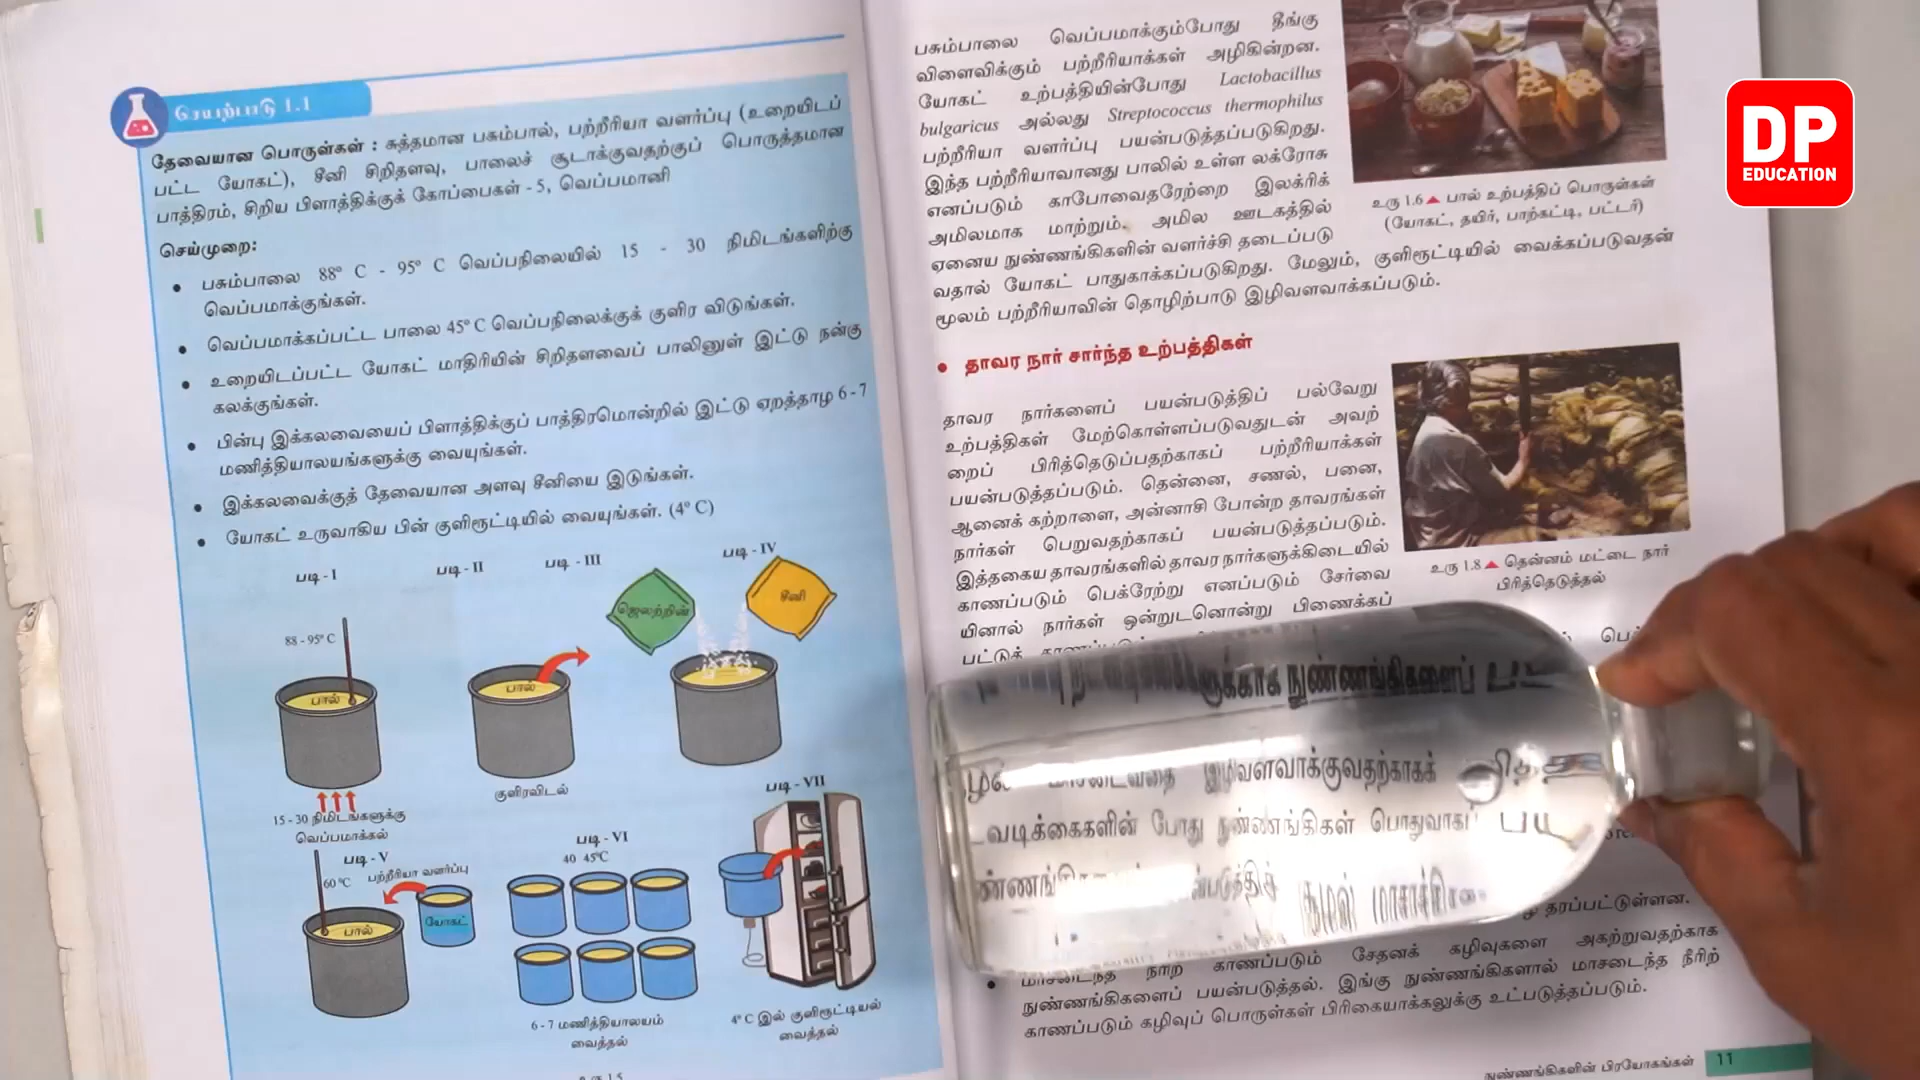 செயற்பாடு 1.1
தேவையான பொருள்கள் : சுத்தமான பசும்பால், பற்றீரியா வளர்ப்பு (உறையிடப்
பட்ட யோகட்), சீனி சிறிதளவு, பாலைச் சூடாக்குவதற்குப் பொருத்தமான
பாத்திரம், சிறிய பிளாத்திக்குக் கோப்பைகள் - 5, வெப்பமானி
செய்முறை:
• பசும்பாலை 88° C - 95° C வெப்பநிலையில் 15 - 30 நிமிடங்களிற்கு
வெப்பமாக்குங்கள்.
• வெப்பமாக்கப்பட்ட பாலை 45° C வெப்பநிலைக்குக் குளிர விடுங்கள்.
• உறையிடப்பட்ட யோகட் மாதிரியின் சிறிதளவைப் பாலினுள் இட்டு நன்கு
கலக்குங்கள்.
• பின்பு இக்கலவையைப் பிளாத்திக்குப் பாத்திரமொன்றில் இட்டு ஏறத்தாழ 6 - 7
மணித்தியாலயங்களுக்கு வையுங்கள்.
• இக்கலவைக்குத் தேவையான அளவு சீனியை இடுங்கள்.
• யோகட் உருவாகிய பின் குளிரூட்டியில் வையுங்கள். (4° C)
படி - I
படி - II
படி - III
படி - IV
ஜெலற்றின்
சீனி
88 - 95° C
பால்
பால்
குளிரவிடல்
15 - 30 நிமிடங்களுக்கு
வெப்பமாக்கல்
படி - V
60 °C
பற்றீரியா வளர்ப்பு
யோகட்
பால்
படி - VI
40 45°C
6 - 7 மணித்தியாலயம்
வைத்தல்
படி - VII
4° C இல் குளிரூட்டியல்
வைத்தல்
உரு 1.5
பசும்பாலை வெப்பமாக்கும்போது தீங்கு
விளைவிக்கும் பற்றீரியாக்கள் அழிகின்றன.
யோகட் உற்பத்தியின்போது Lactobacillus
bulgaricus அல்லது Streptococcus thermophilus
பற்றீரியா வளர்ப்பு பயன்படுத்தப்படுகிறது.
இந்த பற்றீரியாவானது பாலில் உள்ள லக்ரோசு
எனப்படும் காபோவைதரேற்றை இலக்ரிக்
அமிலமாக மாற்றும். அமில ஊடகத்தில்
ஏனைய நுண்ணங்கிகளின் வளர்ச்சி தடைப்படு
வதால் யோகட் பாதுகாக்கப்படுகிறது. மேலும், குளிரூட்டியில் வைக்கப்படுவதன்
மூலம் பற்றீரியாவின் தொழிற்பாடு இழிவளவாக்கப்படும்.
உரு 1.6 பால் உற்பத்திப் பொருள்கள்
(யோகட், தயிர், பாற்கட்டி, பட்டர்)
DP
EDUCATION
• தாவர நார் சார்ந்த உற்பத்திகள்
தாவர நார்களைப் பயன்படுத்திப் பல்வேறு
உற்பத்திகள் மேற்கொள்ளப்படுவதுடன் அவற்
றைப் பிரித்தெடுப்பதற்காகப் பற்றீரியாக்கள்
பயன்படுத்தப்படும். தென்னை, சணல், பனை,
ஆனைக் கற்றாளை, அன்னாசி போன்ற தாவரங்கள்
நார்கள் பெறுவதற்காகப் பயன்படுத்தப்படும்.
இத்தகைய தாவரங்களில் தாவர நார்களுக்கிடையில்
காணப்படும் பெக்ரேற்று எனப்படும் சேர்வை
யினால் நார்கள் ஒன்றுடனொன்று பிணைக்கப்
பட்டுக்
உரு 1.8 தென்னம் மட்டை நார்
பிரித்தெடுத்தல்
நுண்ணங்கிகளைப்
இழிவளவாக்குவதற்காகக்
போது நுண்ணங்கிகள்
சூழல்
தரப்பட்டுள்ளன.
• மாசடைந்த காணப்படும் சேதனக் கழிவுகளை அகற்றுவதற்காக
நுண்ணங்கிகளைப் பயன்படுத்தல். இங்கு நுண்ணங்கிகளால் மாசடைந்த நீரிற்
காணப்படும் கழிவுப் பொருள்கள் பிரிகையாக்கலுக்கு உட்படுத்தப்படும்.
நுண்ணங்கிகளின் பிரயோகங்கள் 11